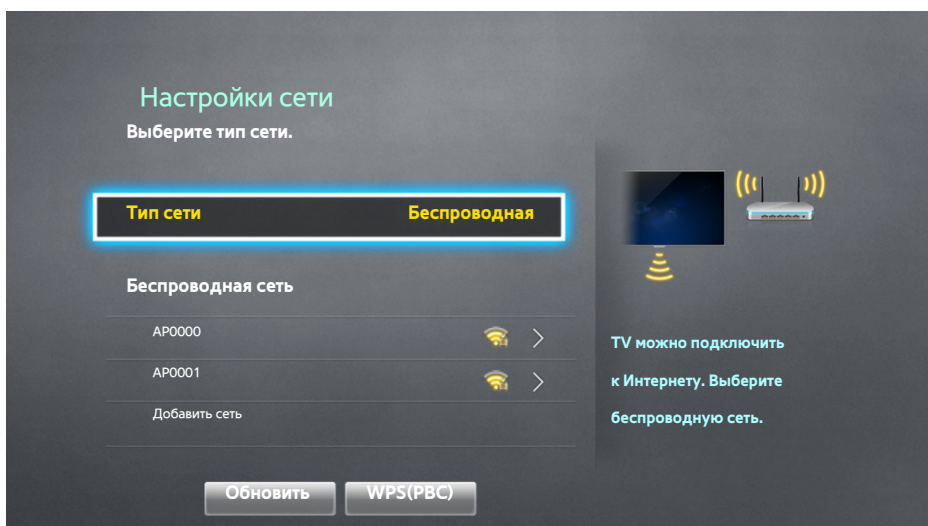 Настройки сети
Выберите тип сети.
Тип сети Беспроводная
Беспроводная сеть
AP0000
AP0001
Добавить сеть
Обновить WPS(PBC)
TV можно подключить
к Интернету. Выберите
беспроводную сеть.